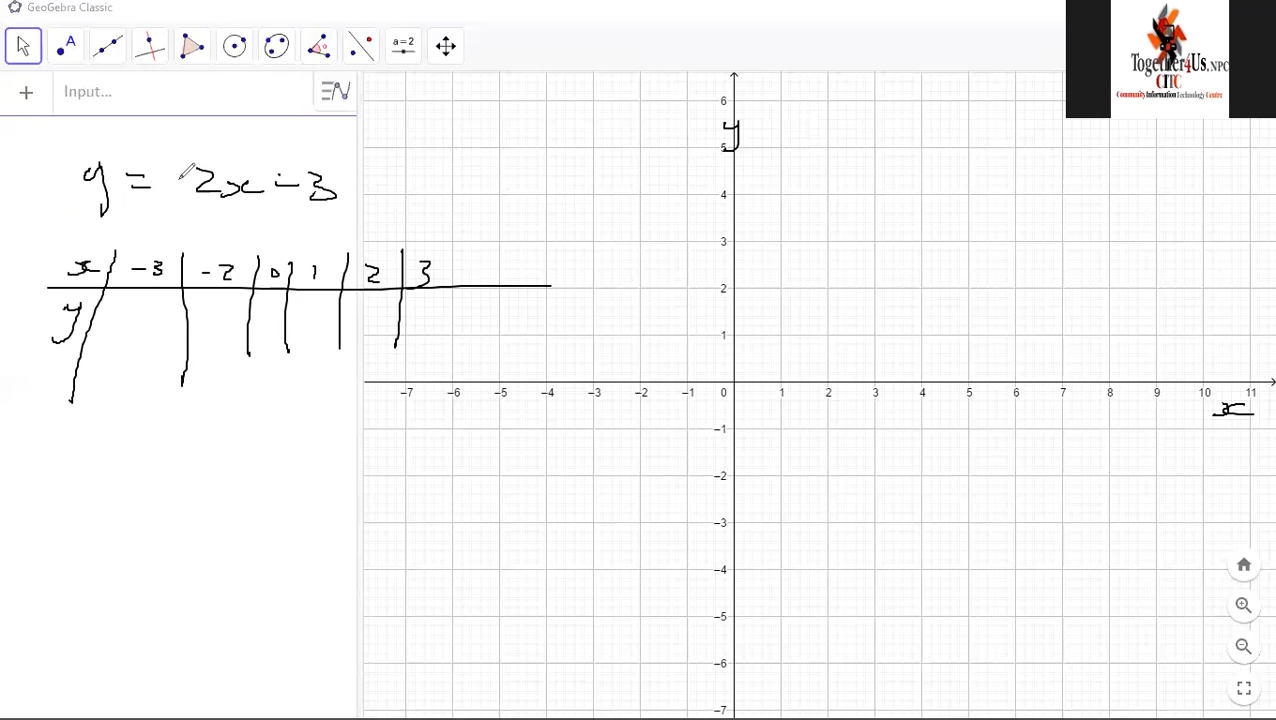 GeoGebra Classic
A
a=2
+ Input...
Together4Us.NPC
CITC
Community Information Technology Centre
y = 2x - 3
x -3 -2 0 1 2 3
y
y
6
5
4
3
2
1
-7 -6 -5 -4 -3 -2 -1 0 1 2 3 4 5 6 7 8 9 10 11
x
-1
-2
-3
-4
-5
-6
-7